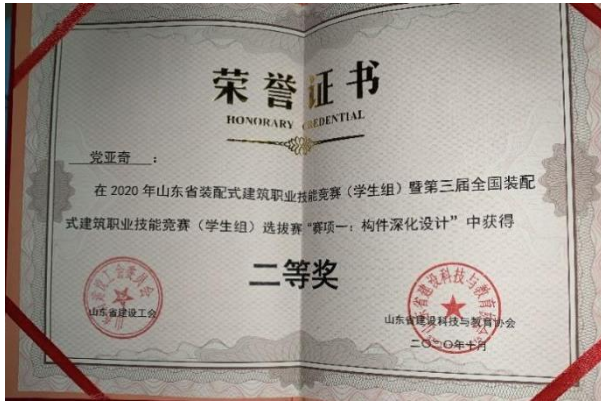 荣誉证书
HONORARY CREDENTIAL
党亚奇：
在 2020 年山东省装配式建筑职业技能竞赛（学生组）暨第三届全国装配
式建筑职业技能竞赛（学生组）选拔赛“赛项一：构件深化设计”中获得
二等奖
山东省建设工会
山东省建设科技与教育协会
二〇二〇年十月